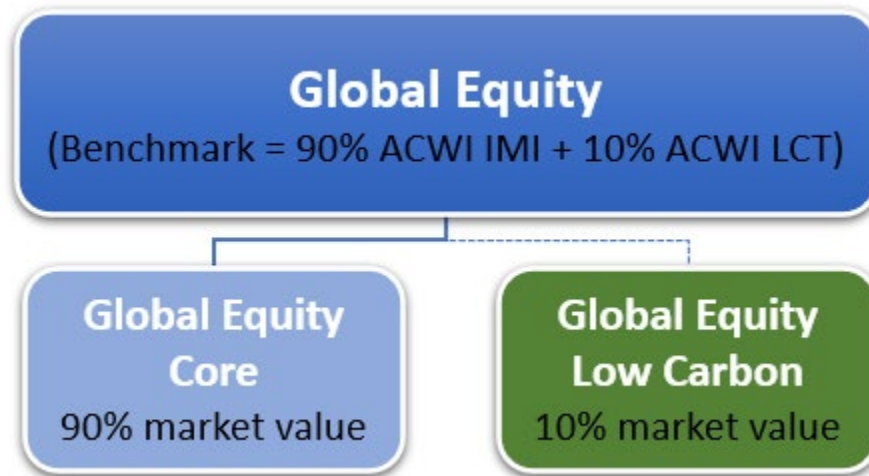 Global Equity
(Benchmark = 90% ACWI IMI + 10% ACWI LCT)
Global Equity
Core
90% market value
Global Equity
Low Carbon
10% market value